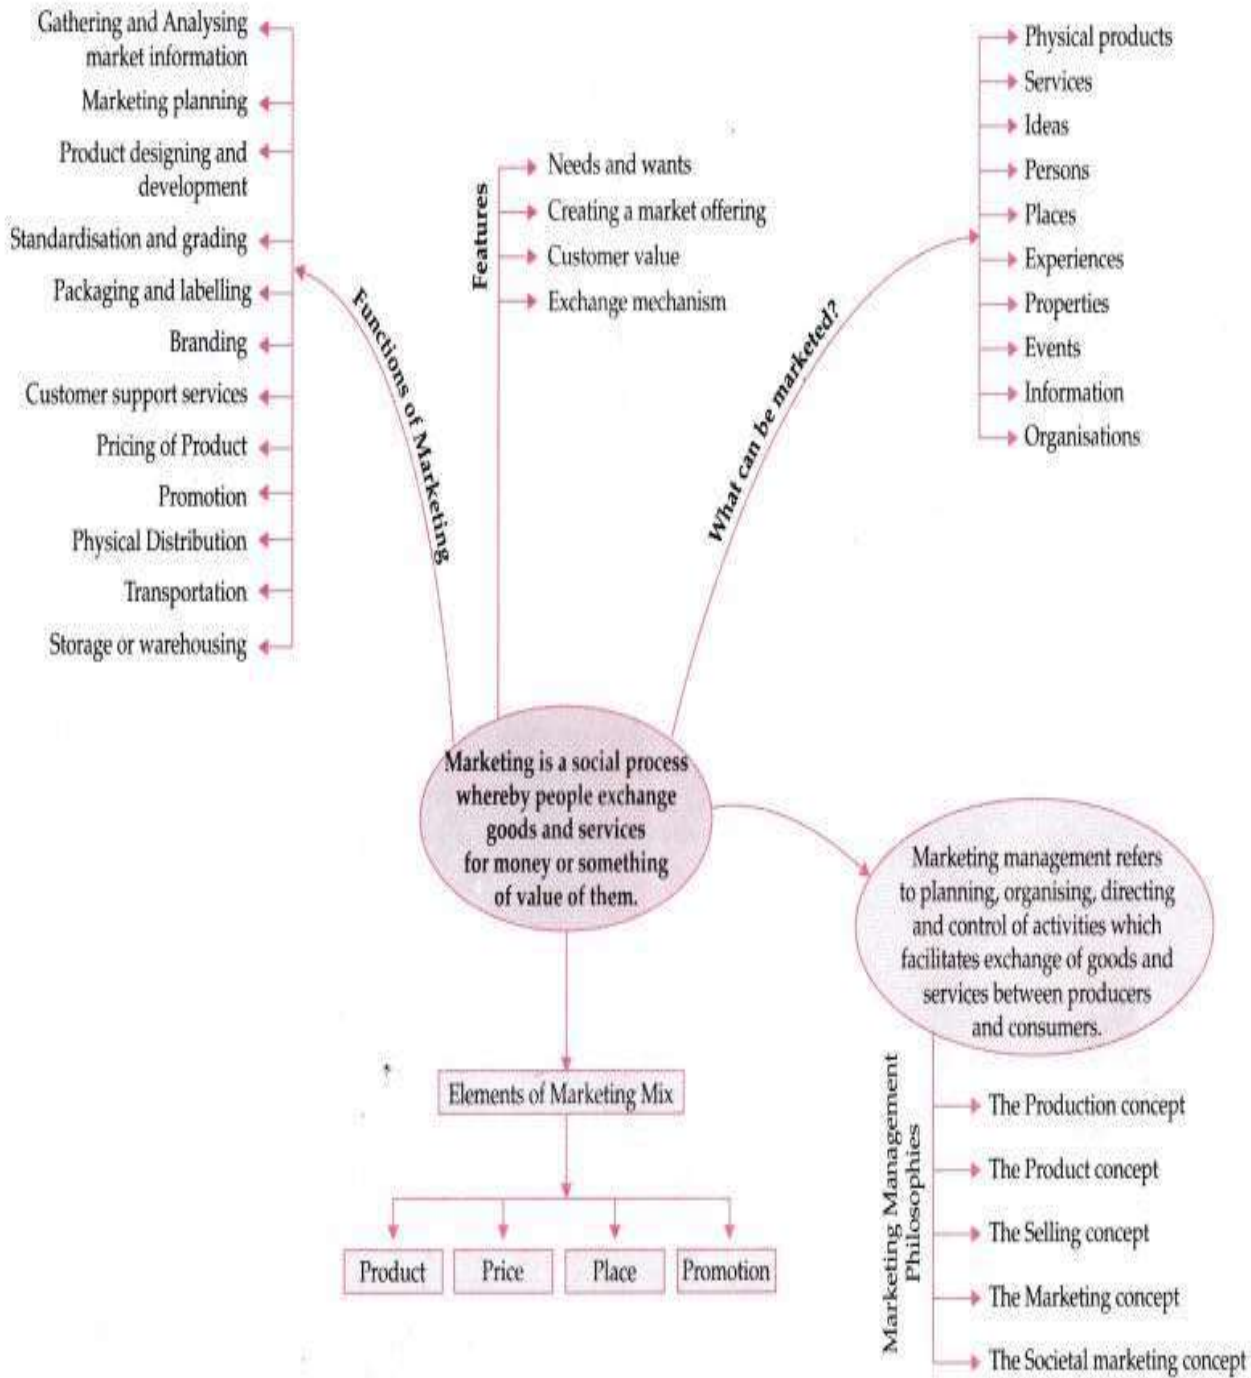 Gathering and Analysing
market information
Marketing planning
Product designing and
development
Standardisation and grading
Packaging and labelling
Branding
Customer support services
Pricing of Product
Promotion
Physical Distribution
Transportation
Storage or warehousing
Functions of Marketing
Features
Needs and wants
Creating a market offering
Customer value
Exchange mechanism
What can be marketed?
Physical products
Services
Ideas
Persons
Places
Experiences
Properties
Events
Information
Organisations
Marketing is a social process
whereby people exchange
goods and services
for money or something
of value of them.
Marketing management refers
to planning, organising, directing
and control of activities which
facilitates exchange of goods and
services between producers
and consumers.
Elements of Marketing Mix
Product
Price
Place
Promotion
Marketing Management
Philosophies
The Production concept
The Product concept
The Selling concept
The Marketing concept
The Societal marketing concept